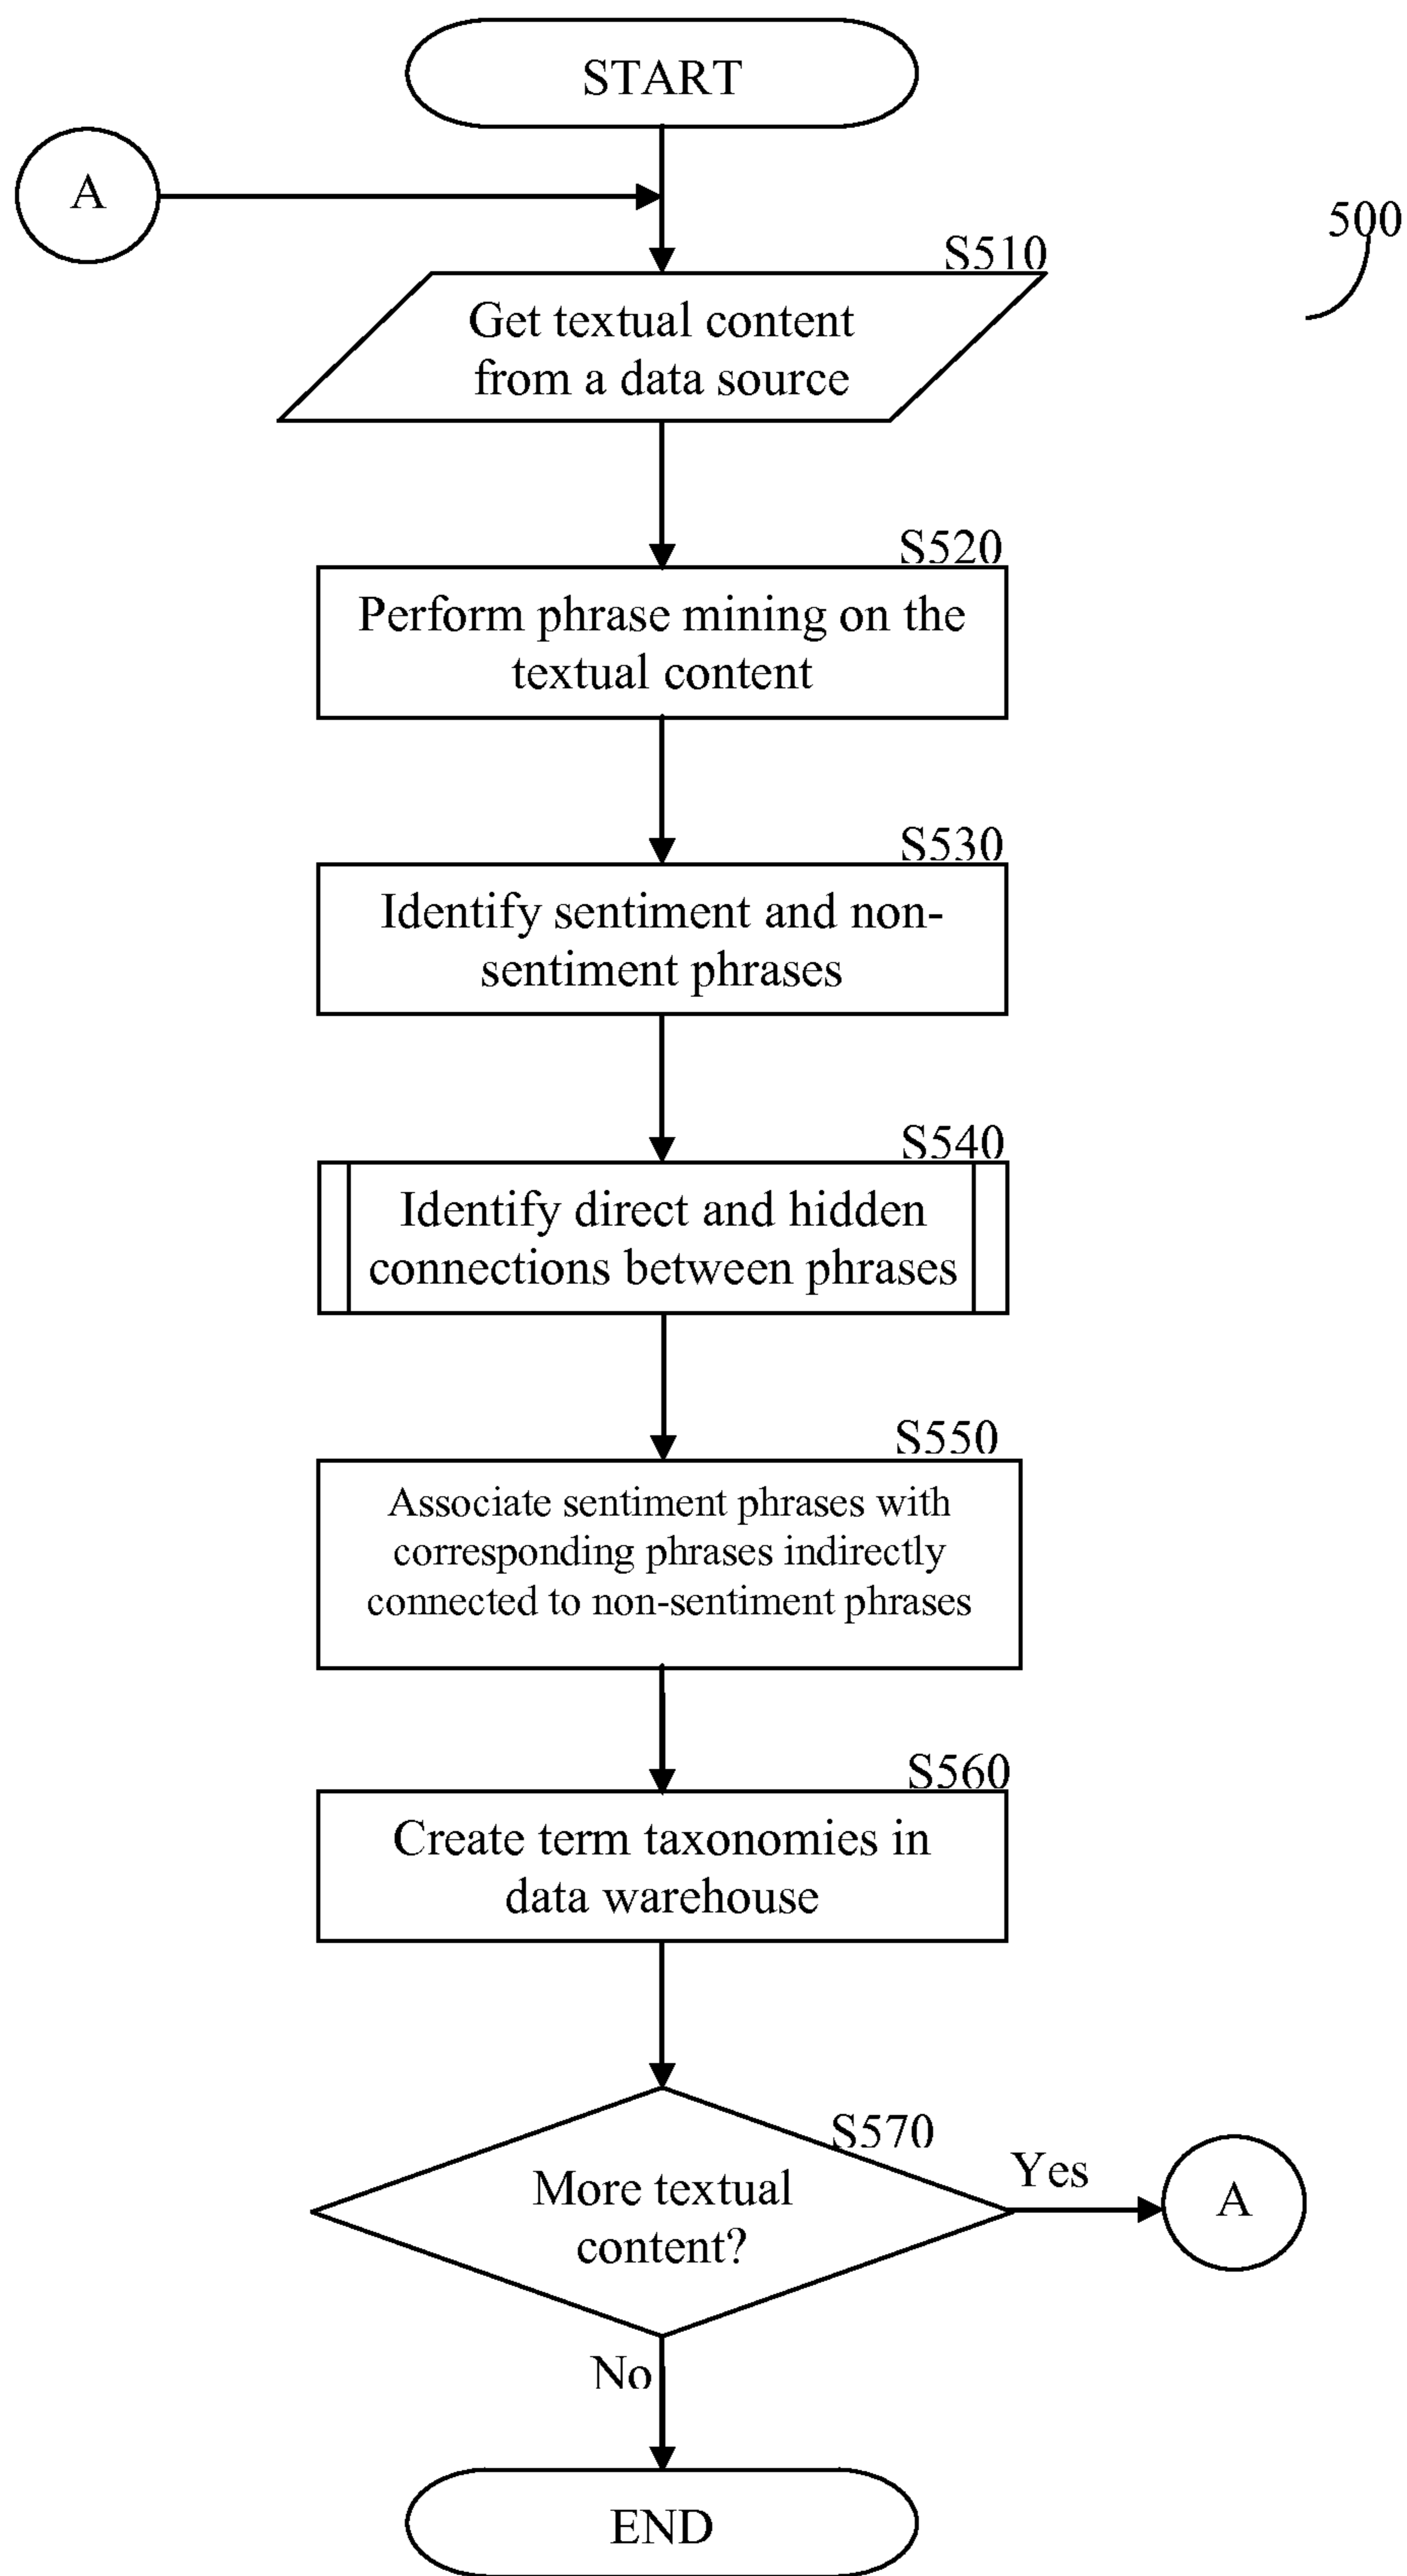 START
A
500
S510
Get textual content
from a data source
S520
Perform phrase mining on the
textual content
S530
Identify sentiment and non-
sentiment phrases
S540
Identify direct and hidden
connections between phrases
S550
Associate sentiment phrases with
corresponding phrases indirectly
connected to non-sentiment phrases
S560
Create term taxonomies in
data warehouse
S570
More textual
content?
Yes
A
No
END